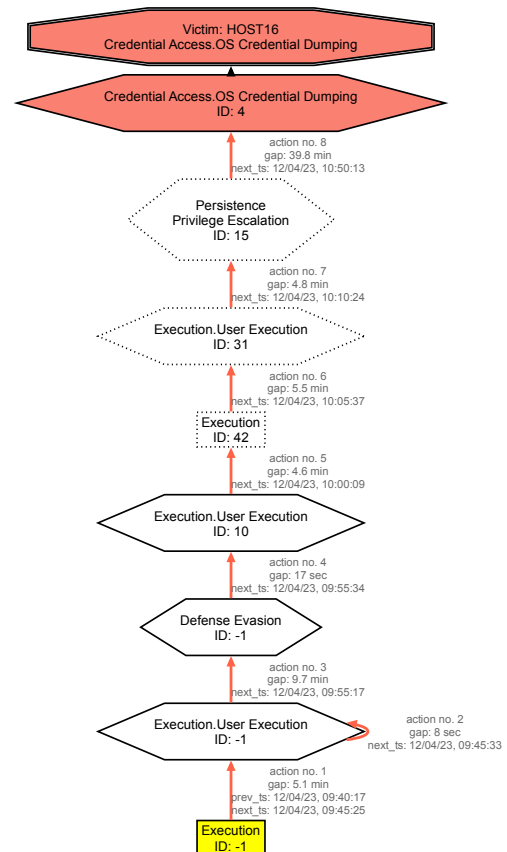 Victim: HOST16
Credential Access.OS Credential Dumping
Credential Access.OS Credential Dumping
ID: 4
action no. 8
gap: 39.8 min
next_ts: 12/04/23, 10:50:13
Persistence
Privilege Escalation
ID: 15
action no. 7
gap: 4.8 min
next_ts: 12/04/23, 10:10:24
Execution.User Execution
ID: 31
action no. 6
gap: 5.5 min
next_ts: 12/04/23, 10:05:37
Execution
ID: 42
action no. 5
gap: 4.6 min
next_ts: 12/04/23, 10:00:09
Execution.User Execution
ID: 10
action no. 4
gap: 17 sec
next_ts: 12/04/23, 09:55:34
Defense Evasion
ID: -1
action no. 3
gap: 9.7 min
next_ts: 12/04/23, 09:55:17
Execution.User Execution
ID: -1
action no. 2
gap: 8 sec
next_ts: 12/04/23, 09:45:33
action no. 1
gap: 5.1 min
prev_ts: 12/04/23, 09:40:17
next_ts: 12/04/23, 09:45:25
Execution
ID: -1